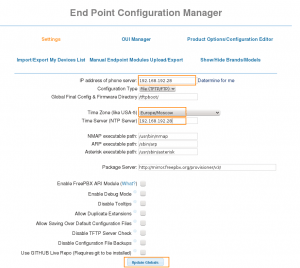 End Point Configuration Manager
Settings OUI Manager Product Options/Configuration Editor
Import/Export My Devices List Manual Endpoint Modules Upload/Export Show/Hide Brands/Models
IP address of phone server: 192.168.192.28 Determine for me
Configuration Type File (TFTP/FTP)
Global Final Config & Firmware Directory /tftpboot/
Time Zone (like USA-5) Europe/Moscow
Time Server (NTP Server) 192.168.192.28
NMAP executable path: /usr/bin/nmap
ARP executable path: /sbin/arp
Asterisk executable path: /usr/sbin/asterisk
Package Server:
Enable FreePBX ARI Module (What?)
Enable Debug Mode
Disable Tooltips
Allow Duplicate Extensions
Allow Saving Over Default Configuration Files
Disable TFTP Server Check
Disable Configuration File Backups
Use GITHUB Live Repo (Requires git to be installed)
Update Globals